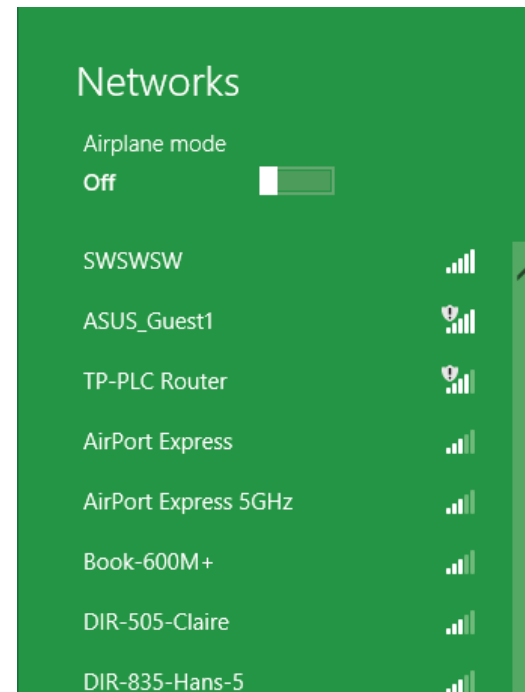 Networks
Airplane mode
Off
SWSWSW
ASUS_Guest1
TP-PLC Router
AirPort Express
AirPort Express 5GHz
Book-600M+
DIR-505-Claire
DIR-835-Hans-5